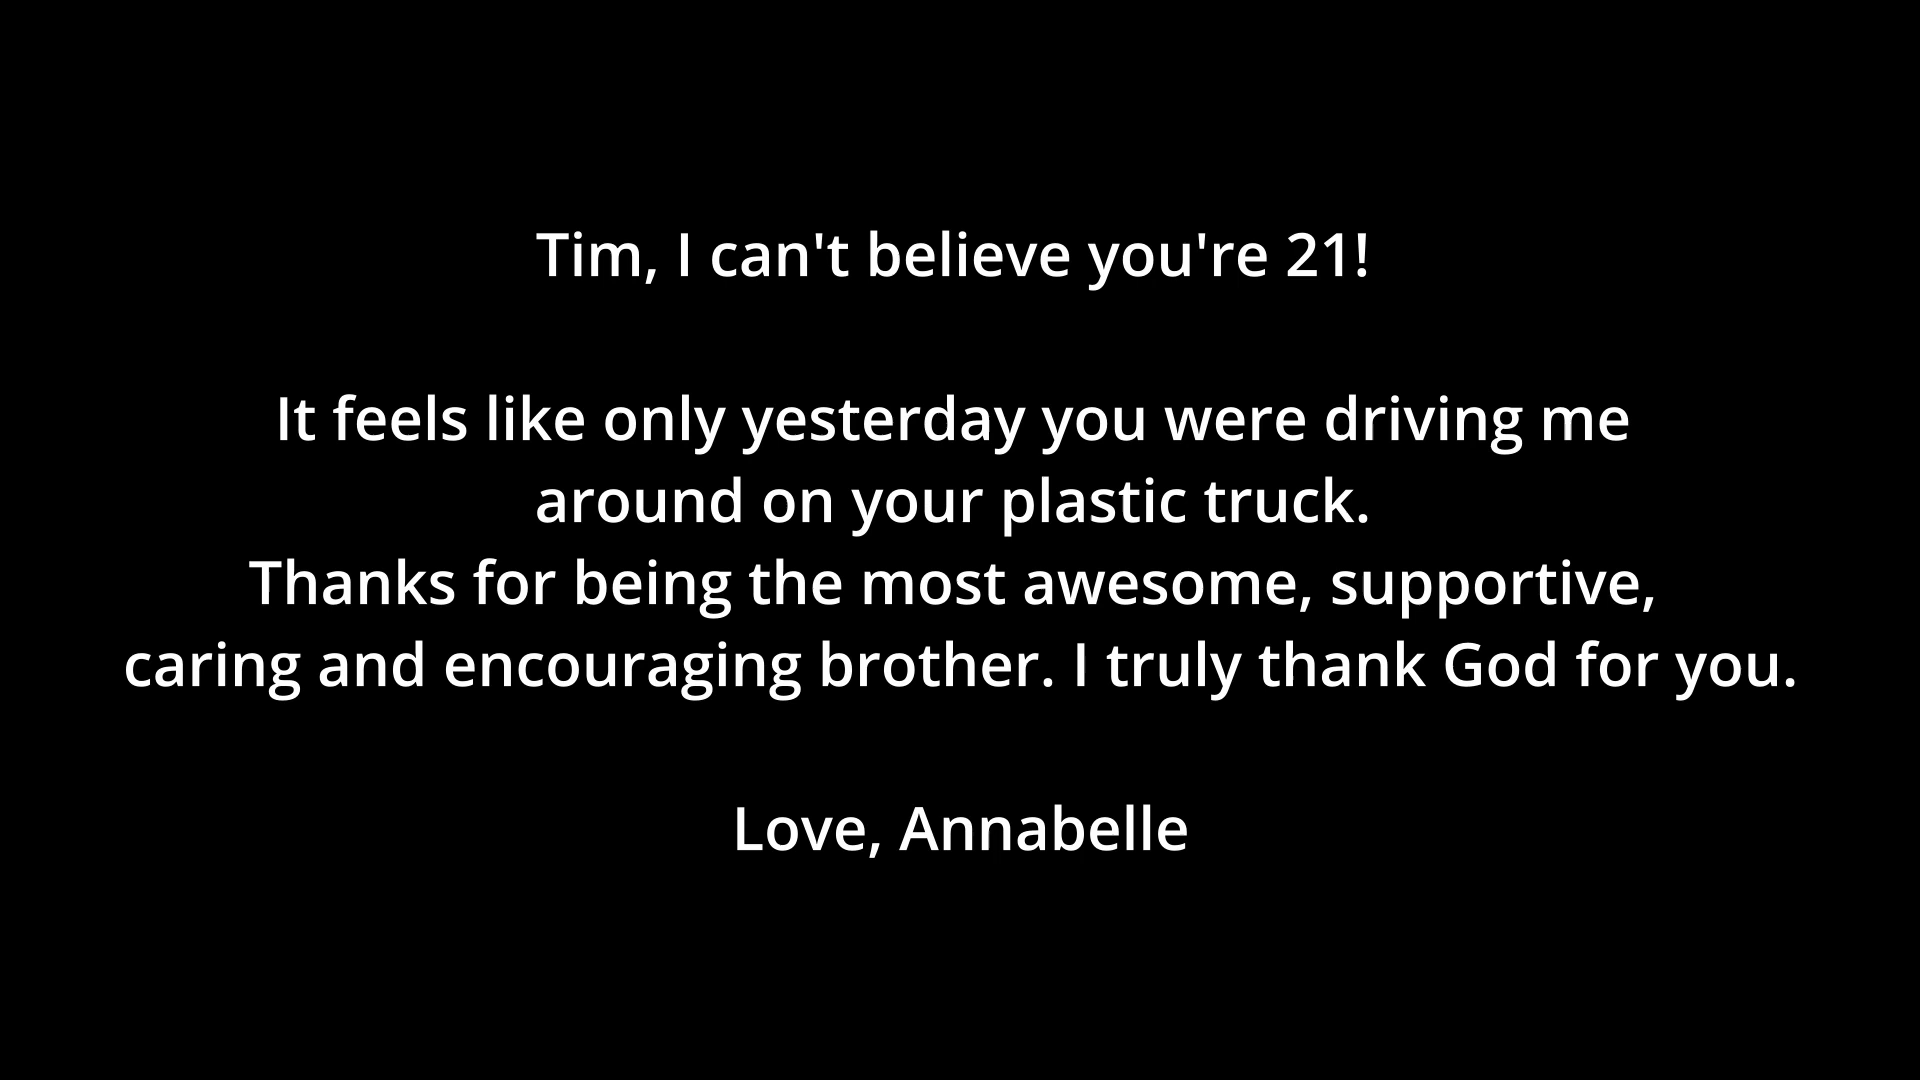 Tim, I can't believe you're 21!
It feels like only yesterday you were driving me
around on your plastic truck.
Thanks for being the most awesome, supportive,
caring and encouraging brother. I truly thank God for you.
Love, Annabelle